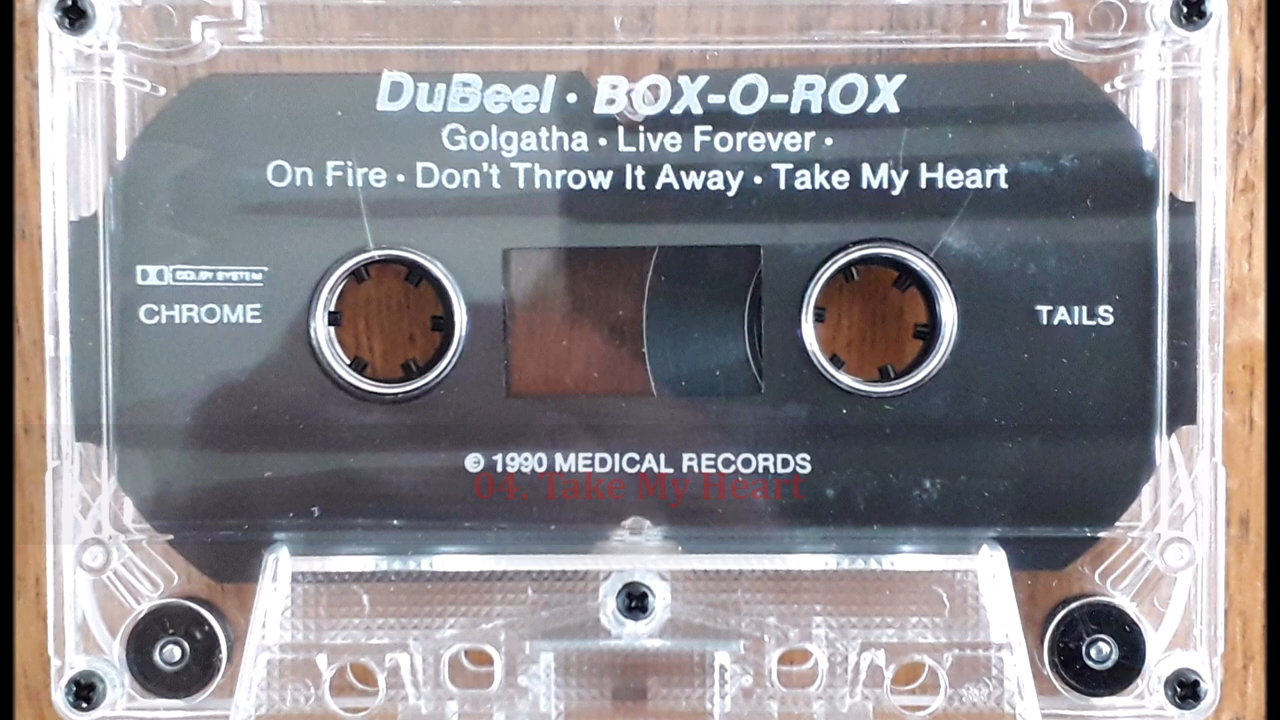 DuBeel • BOX-O-ROX
Golgatha • Live Forever •
On Fire • Don't Throw It Away • Take My Heart
DOLBY SYSTEM
CHROME
TAILS
℗ 1990 MEDICAL RECORDS
04. Take My Heart